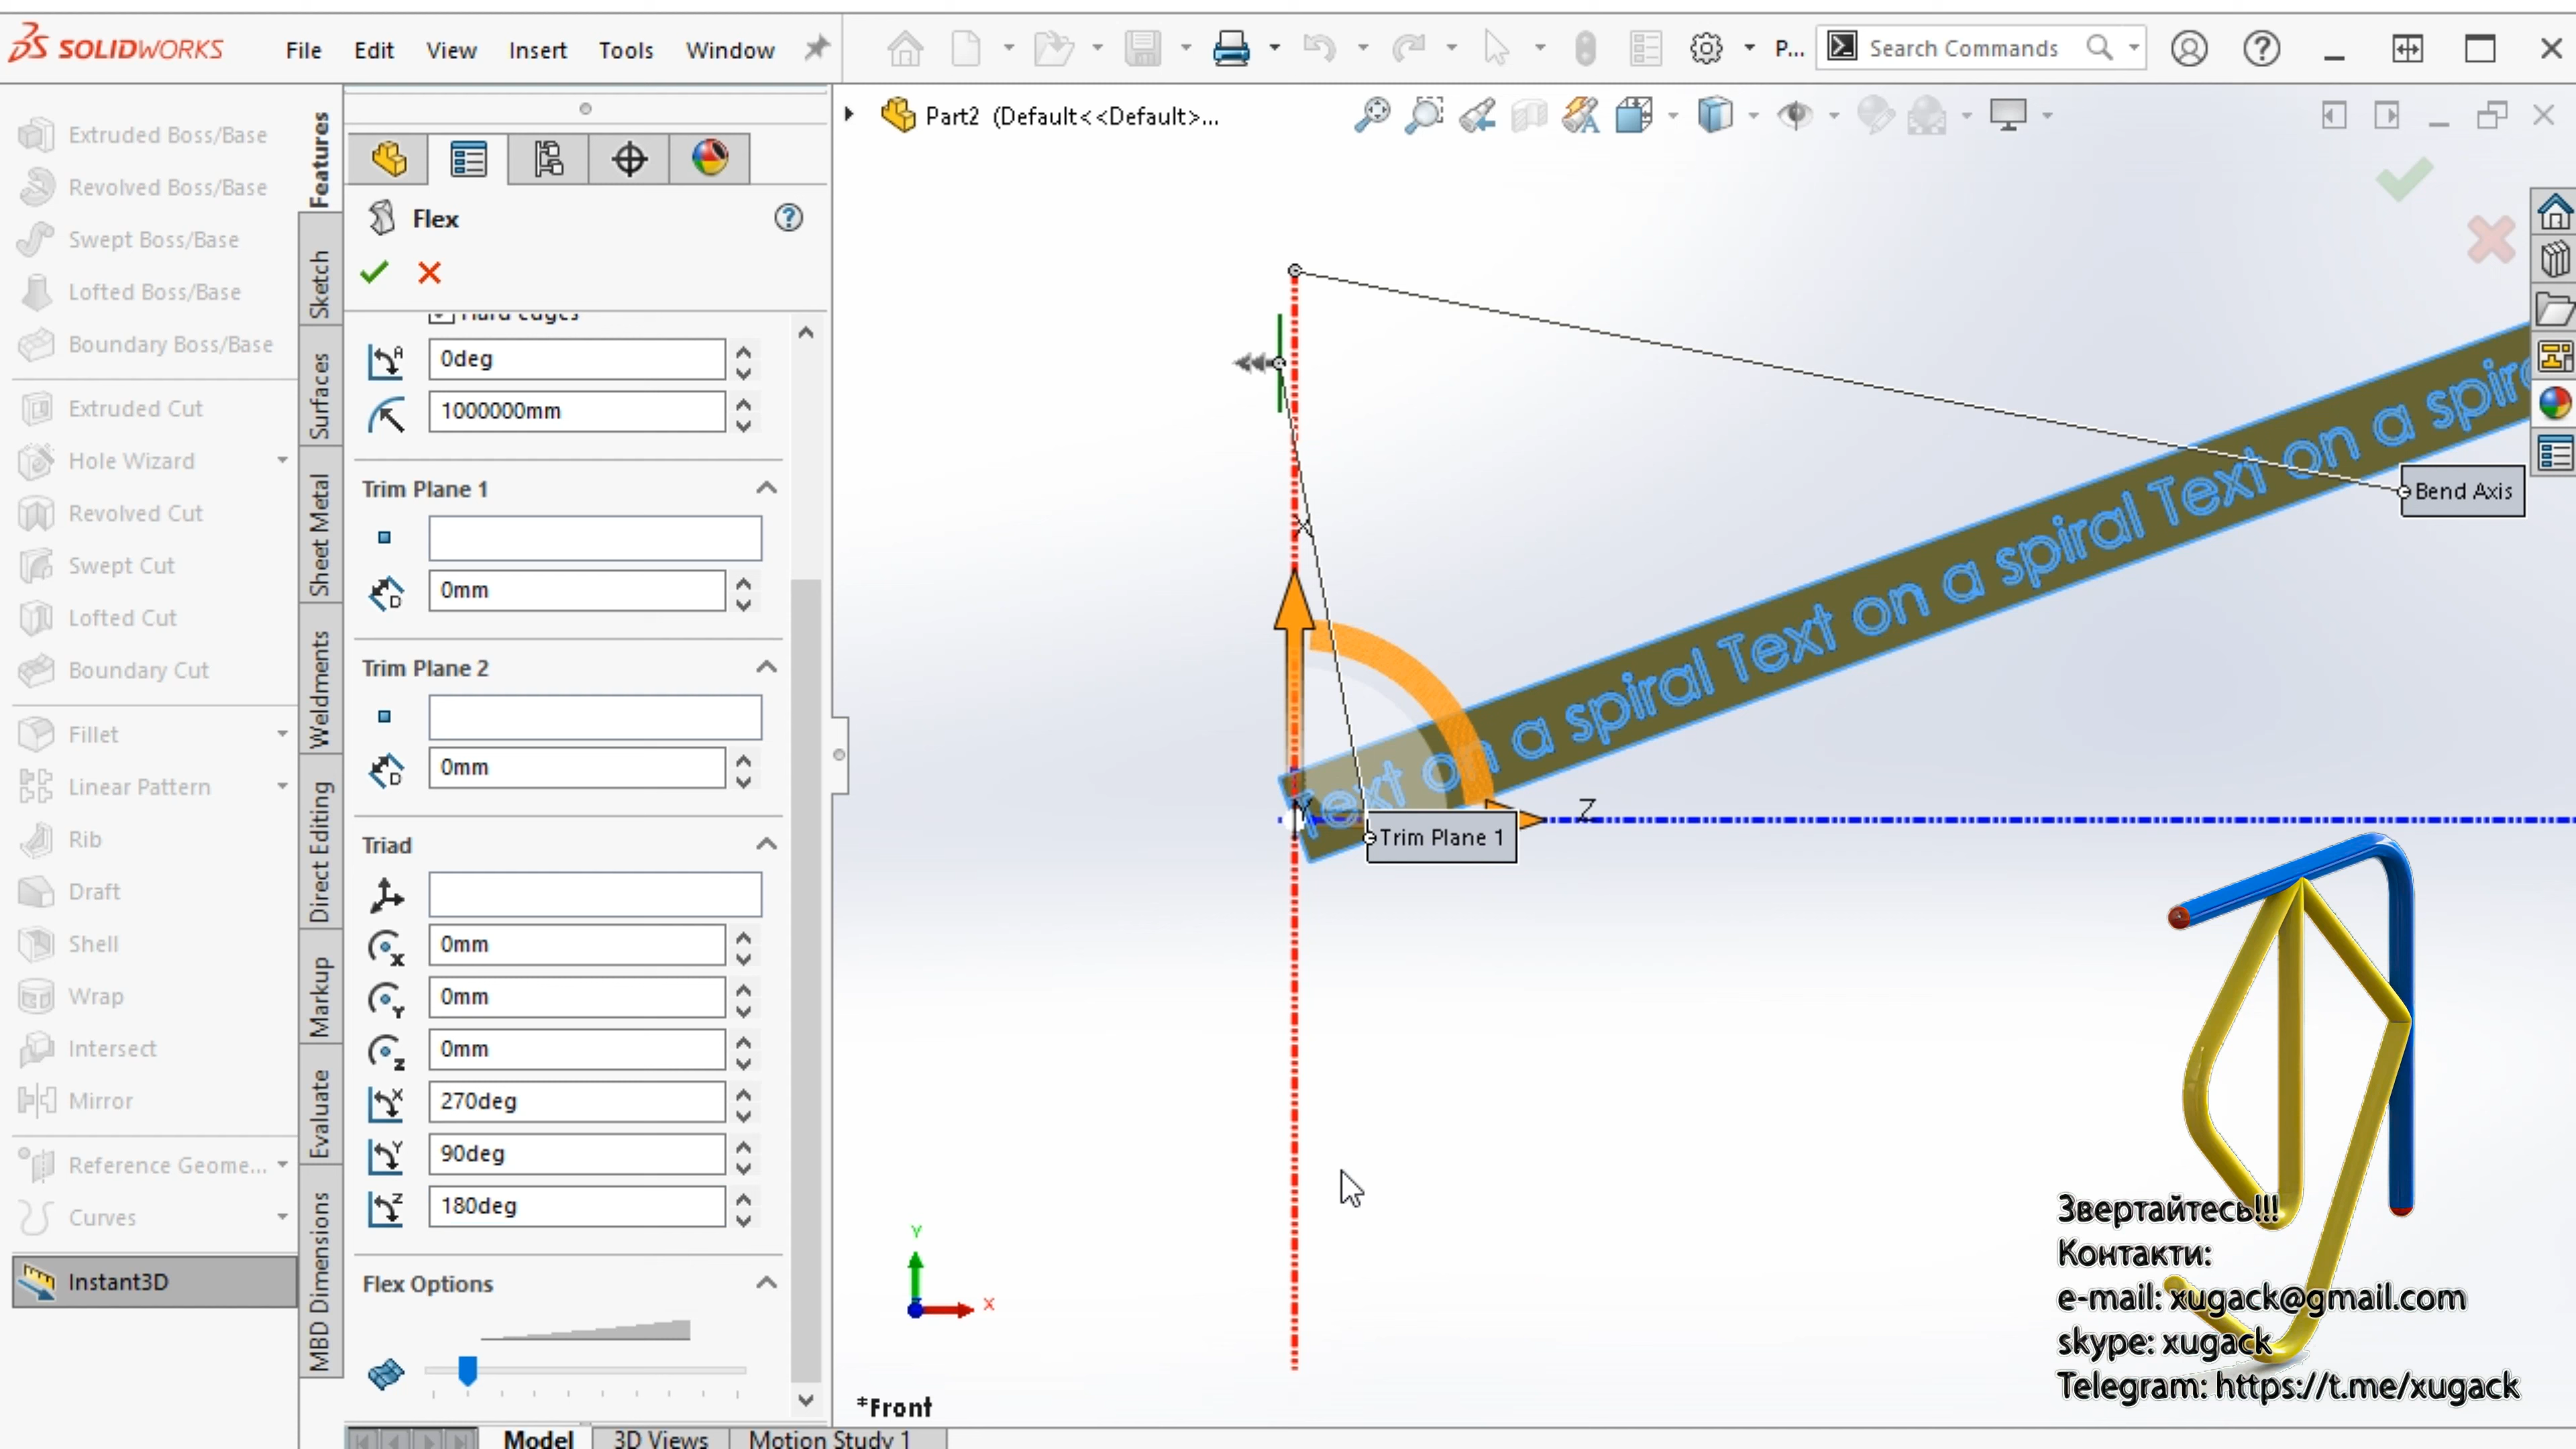 SOLIDWORKS File Edit View Insert Tools Window P... Search Commands
Part2 (Default<<Default>...
Extruded Boss/Base
Revolved Boss/Base
Swept Boss/Base
Lofted Boss/Base
Boundary Boss/Base
Extruded Cut
Hole Wizard
Revolved Cut
Swept Cut
Lofted Cut
Boundary Cut
Fillet
Linear Pattern
Rib
Draft
Shell
Wrap
Intersect
Mirror
Reference Geome...
Curves
Instant3D
Features
Sketch
Surfaces
Sheet Metal
Weldments
Direct Editing
Markup
Evaluate
MBD Dimensions
Flex
Hard edges
0deg
1000000mm
Trim Plane 1
0mm
Trim Plane 2
0mm
Triad
0mm
0mm
0mm
270deg
90deg
180deg
Flex Options
Model 3D Views Motion Study 1
Bend Axis
Text on a spiral Text on a spiral Text on a spir
X
Y
Z
Trim Plane 1
Y
X
*Front
Звертайтесь!!!
Контакти:
e-mail: xugack@gmail.com
skype: xugack
Telegram: https://t.me/xugack